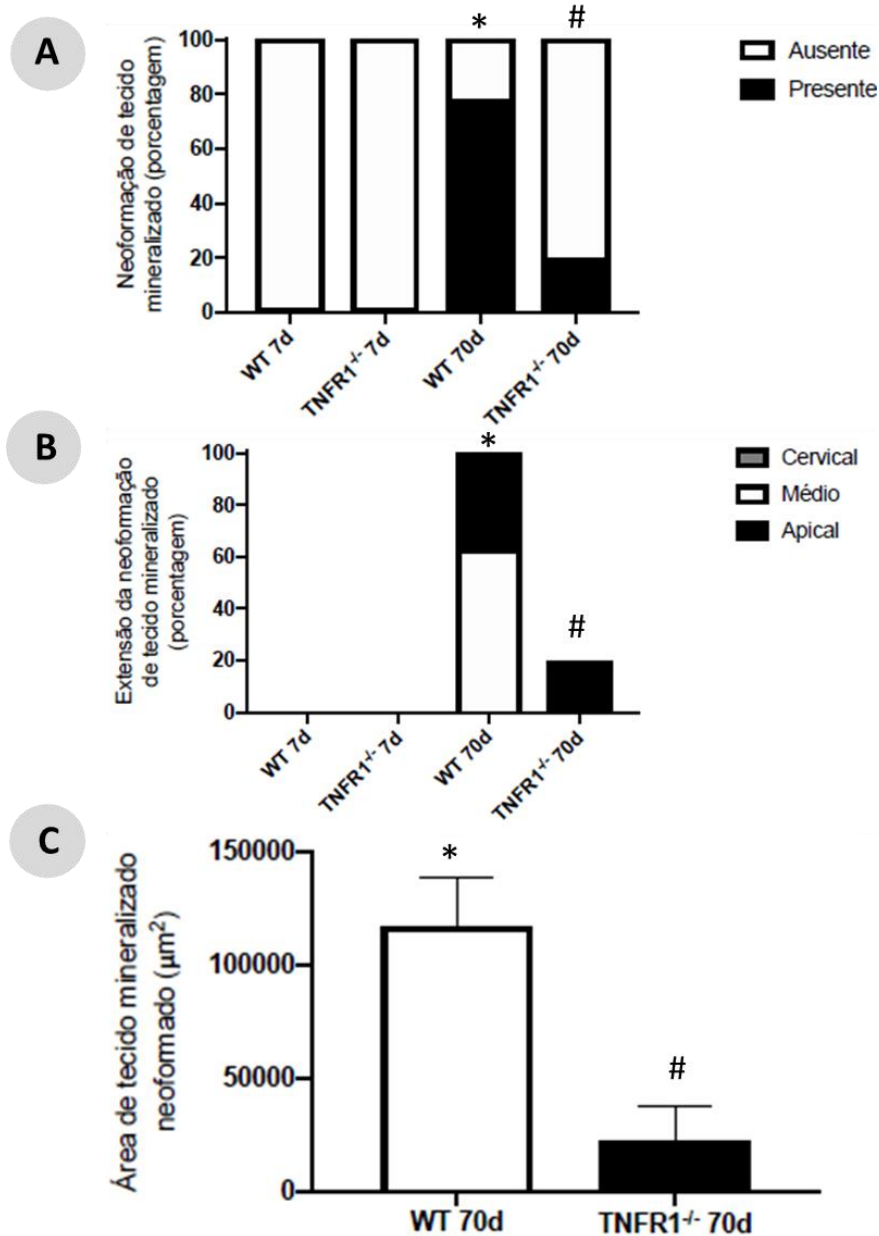 A
Neoformação de tecido
mineralizado (porcentagem)
100
80
60
40
20
0
*
#
WT 7d
TNFR1-/- 7d
WT 70d
TNFR1-/- 70d
Ausente
Presente
B
Extensão da neoformação
de tecido mineralizado
(porcentagem)
100
80
60
40
20
0
*
#
WT 7d
TNFR1-/- 7d
WT 70d
TNFR1-/- 70d
Cervical
Médio
Apical
C
Área de tecido mineralizado
neoformado (µm²)
150000
100000
50000
0
*
#
WT 70d
TNFR1-/- 70d